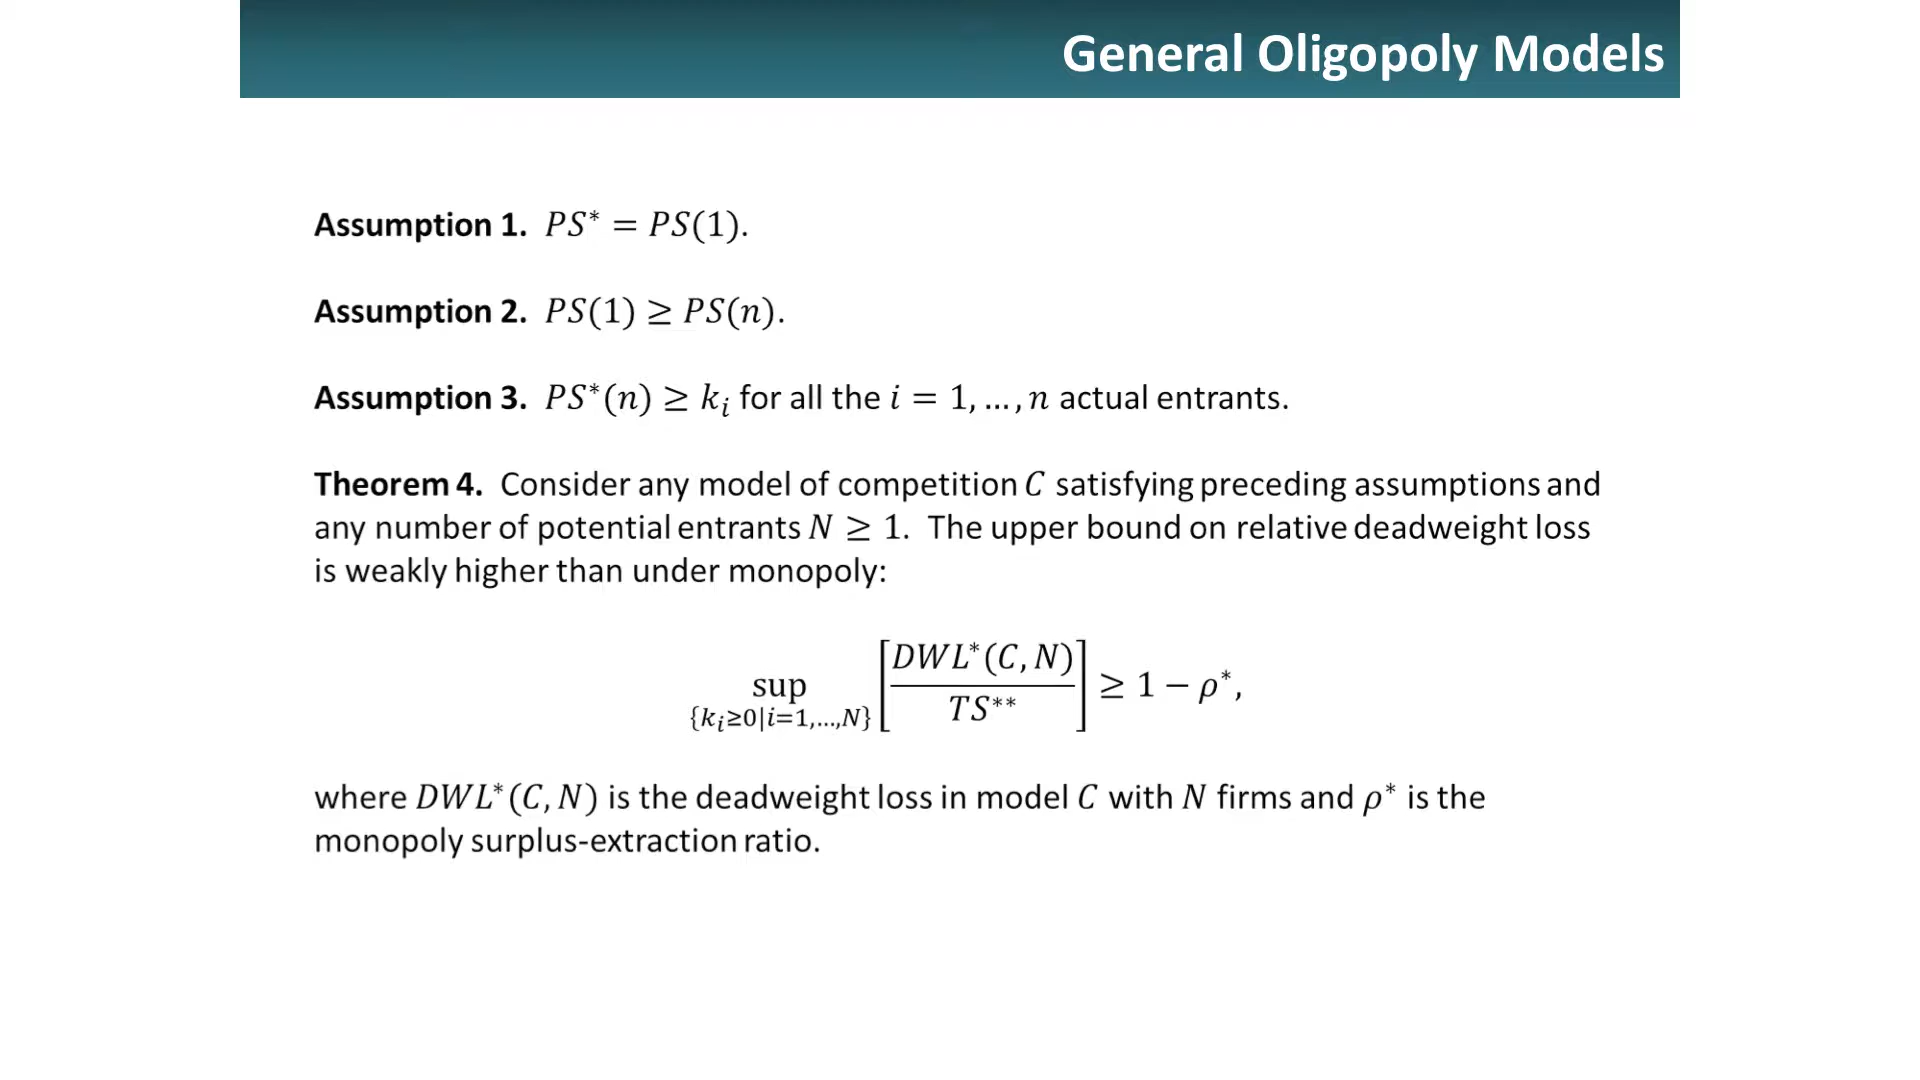 General Oligopoly Models
Assumption 1. PS* = PS(1).
Assumption 2. PS(1) ≥ PS(n).
Assumption 3. PS*(n) ≥ kᵢ for all the i = 1, … , n actual entrants.
Theorem 4. Consider any model of competition C satisfying preceding assumptions and
any number of potential entrants N ≥ 1. The upper bound on relative deadweight loss
is weakly higher than under monopoly:
sup_{kᵢ≥0|i=1,…,N} [DWL*(C, N) / TS**] ≥ 1 − ρ*,
where DWL*(C, N) is the deadweight loss in model C with N firms and ρ* is the
monopoly surplus-extraction ratio.